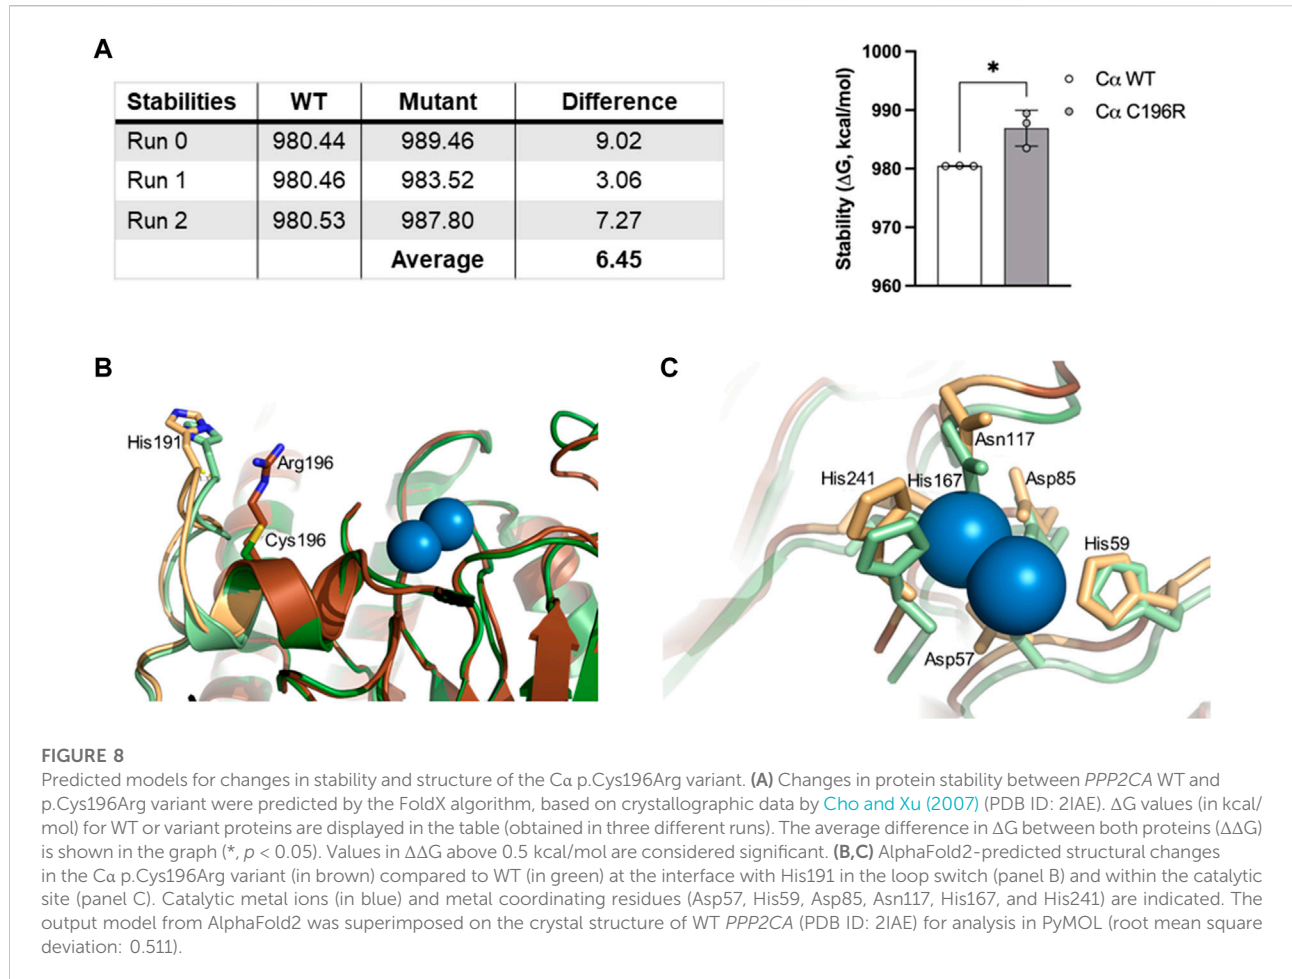 A
Stabilities WT Mutant Difference
Run 0 980.44 989.46 9.02
Run 1 980.46 983.52 3.06
Run 2 980.53 987.80 7.27
Average 6.45
Stability (ΔG, kcal/mol)
1000
990
980
970
960
*
Cα WT
Cα C196R
B
His191
Arg196
Cys196
C
Asn117
His241
His167
Asp85
His59
Asp57
FIGURE 8
Predicted models for changes in stability and structure of the Cα p.Cys196Arg variant. (A) Changes in protein stability between PPP2CA WT and
p.Cys196Arg variant were predicted by the FoldX algorithm, based on crystallographic data by Cho and Xu (2007) (PDB ID: 2IAE). ΔG values (in kcal/
mol) for WT or variant proteins are displayed in the table (obtained in three different runs). The average difference in ΔG between both proteins (ΔΔG)
is shown in the graph (*, p < 0.05). Values in ΔΔG above 0.5 kcal/mol are considered significant. (B,C) AlphaFold2-predicted structural changes
in the Cα p.Cys196Arg variant (in brown) compared to WT (in green) at the interface with His191 in the loop switch (panel B) and within the catalytic
site (panel C). Catalytic metal ions (in blue) and metal coordinating residues (Asp57, His59, Asp85, Asn117, His167, and His241) are indicated. The
output model from AlphaFold2 was superimposed on the crystal structure of WT PPP2CA (PDB ID: 2IAE) for analysis in PyMOL (root mean square
deviation: 0.511).